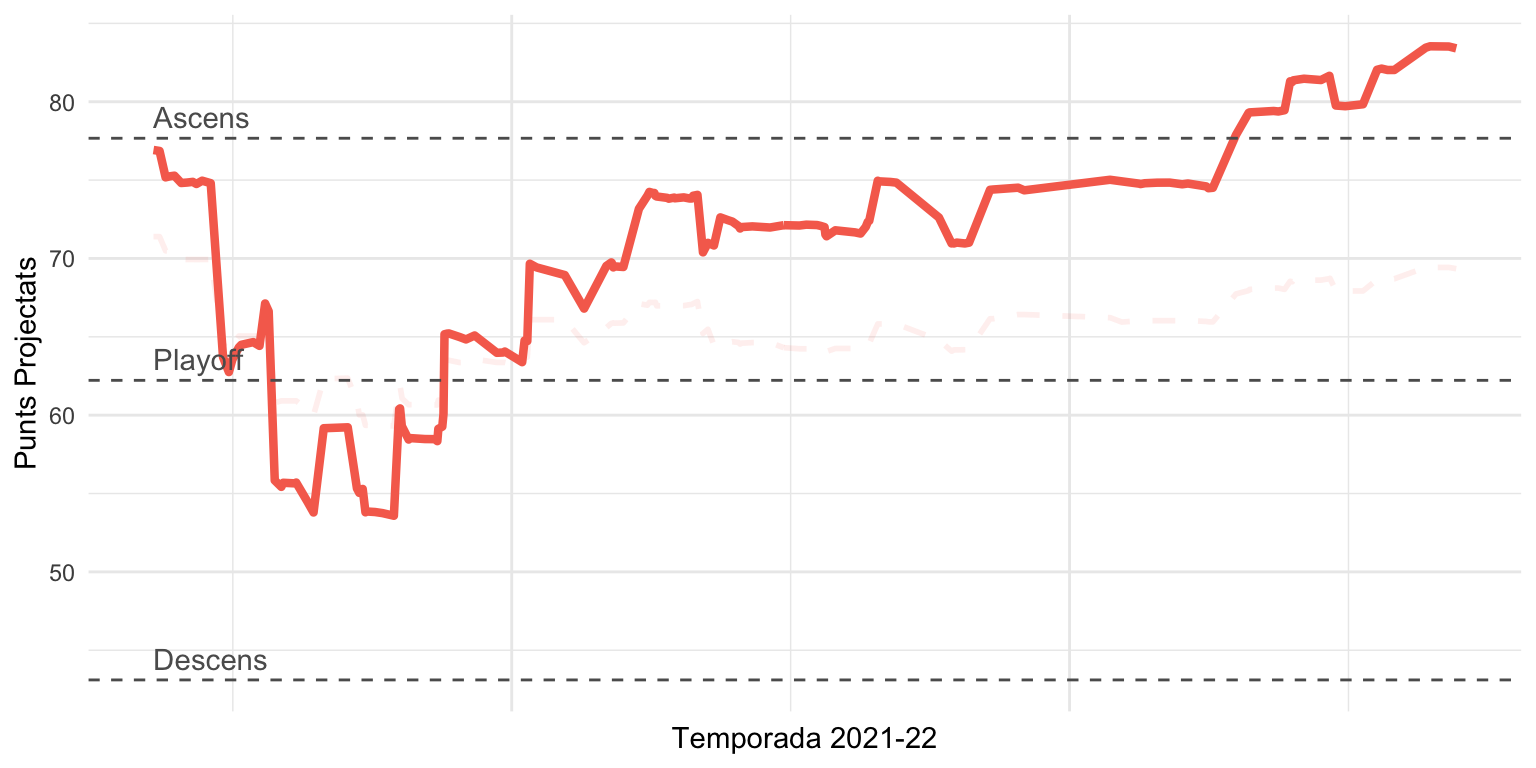 80
70
60
50
Ascens
Playoff
Descens
Punts Projectats
Temporada 2021-22